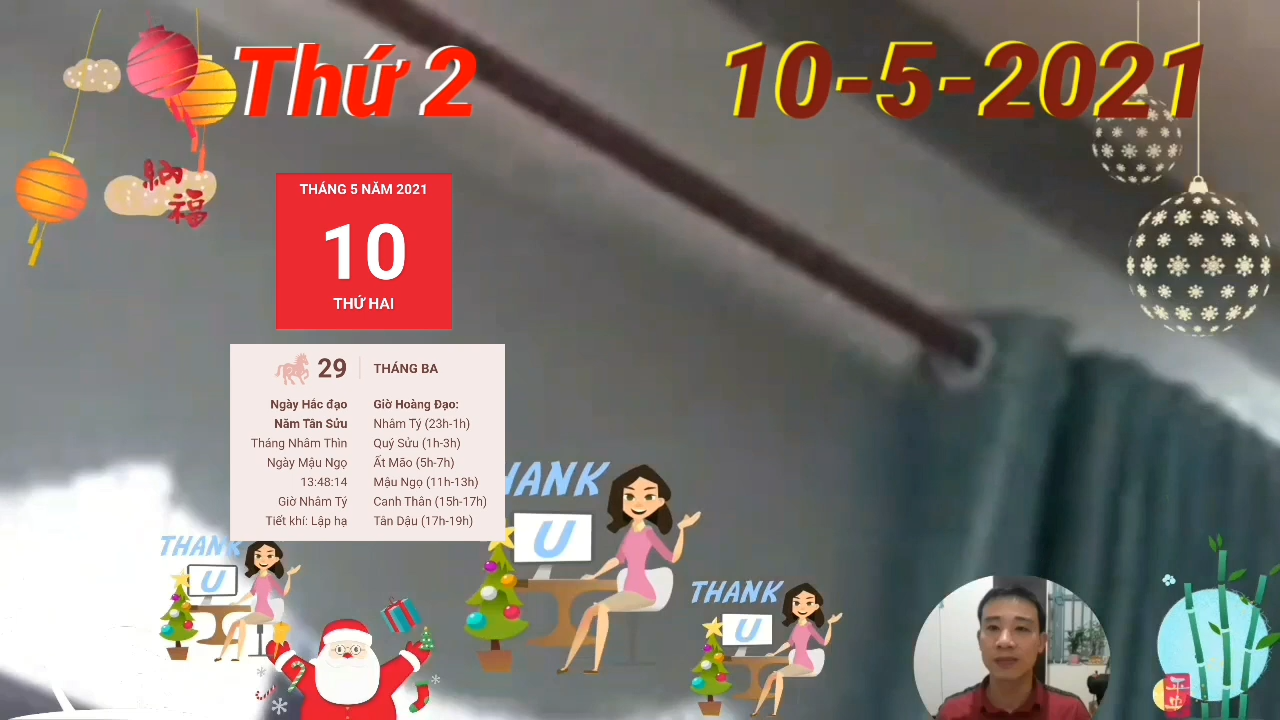 Thứ 2
10-5-2021
納
福
THÁNG 5 NĂM 2021
10
THỨ HAI
29 THÁNG BA
Ngày Hắc đạo
Năm Tân Sửu
Tháng Nhâm Thìn
Ngày Mậu Ngọ
13:48:14
Giờ Nhâm Tý
Tiết khí: Lập hạ
Giờ Hoàng Đạo:
Nhâm Tý (23h-1h)
Quý Sửu (1h-3h)
Ất Mão (5h-7h)
Mậu Ngọ (11h-13h)
Canh Thân (15h-17h)
Tân Dậu (17h-19h)
HANK
U
THANK
U
THANK
U